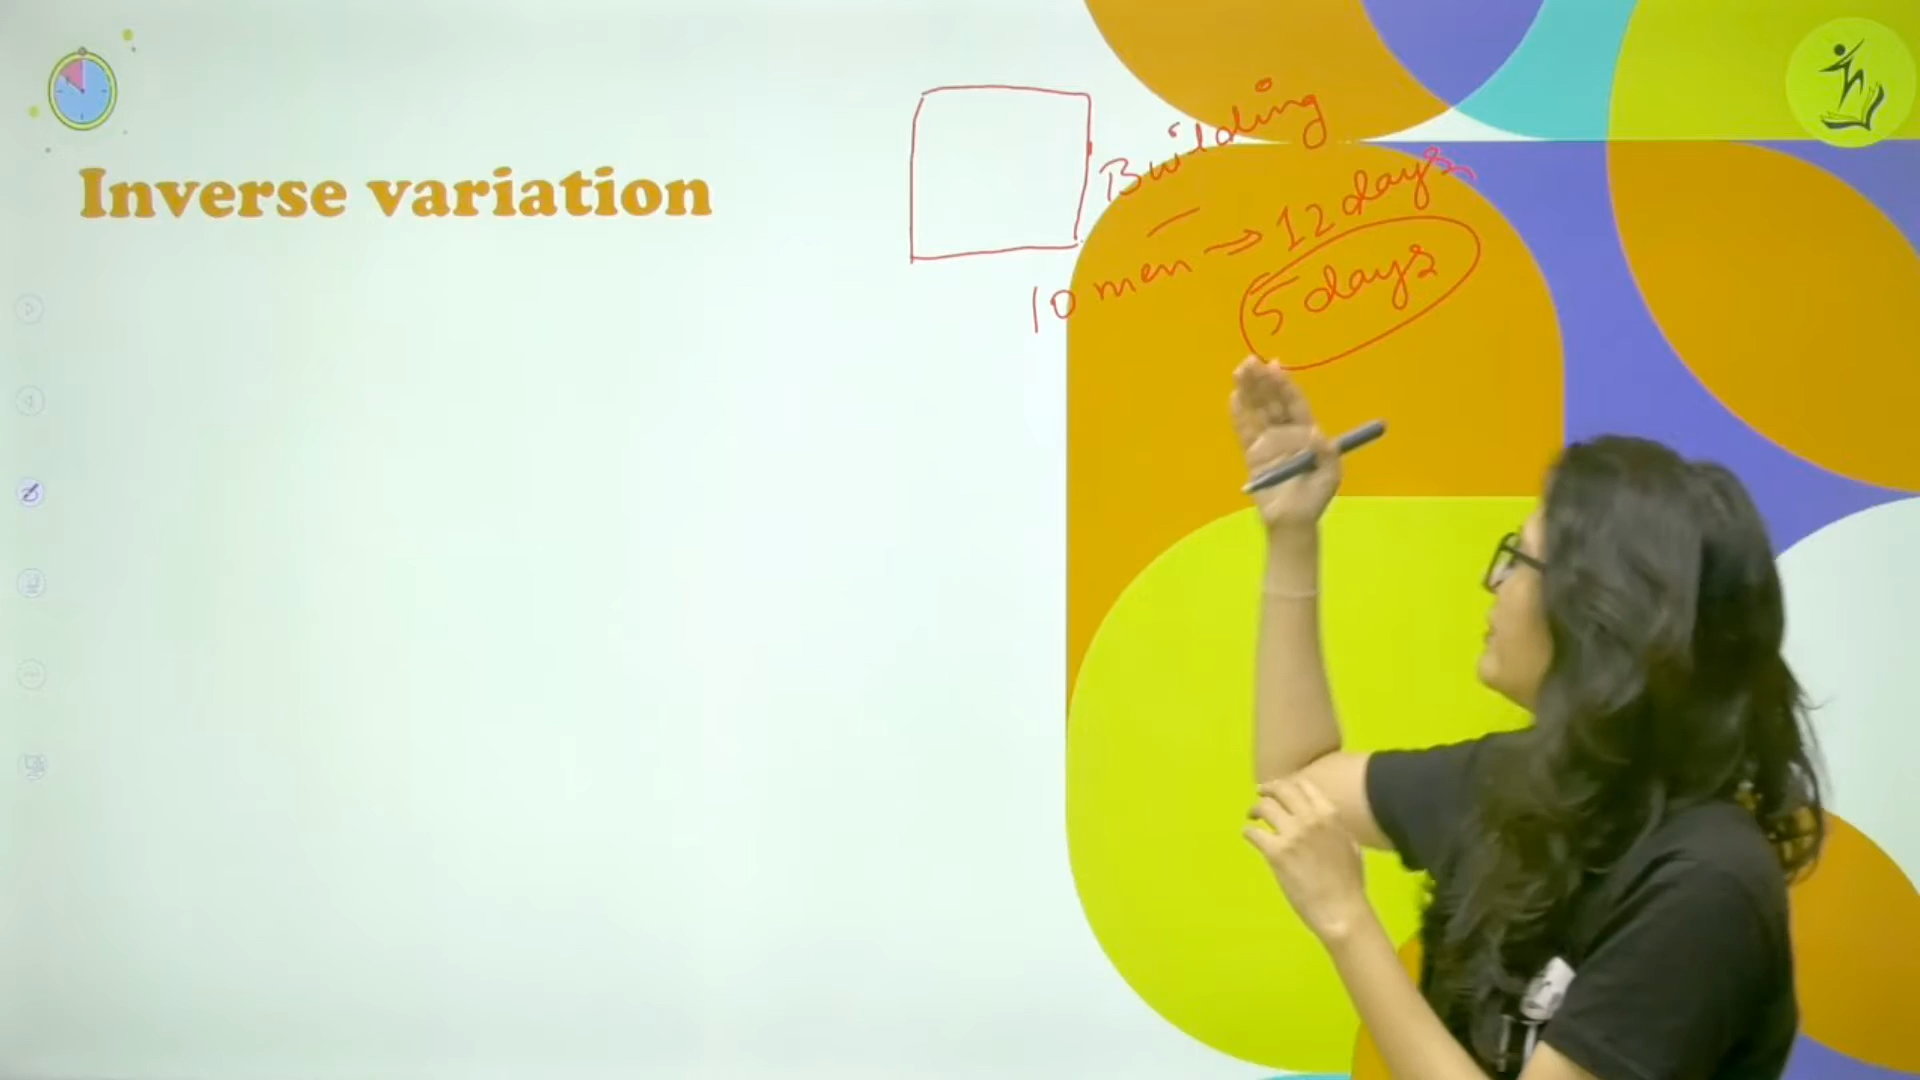 Inverse variation
Building
10 men → 12 days
5 days